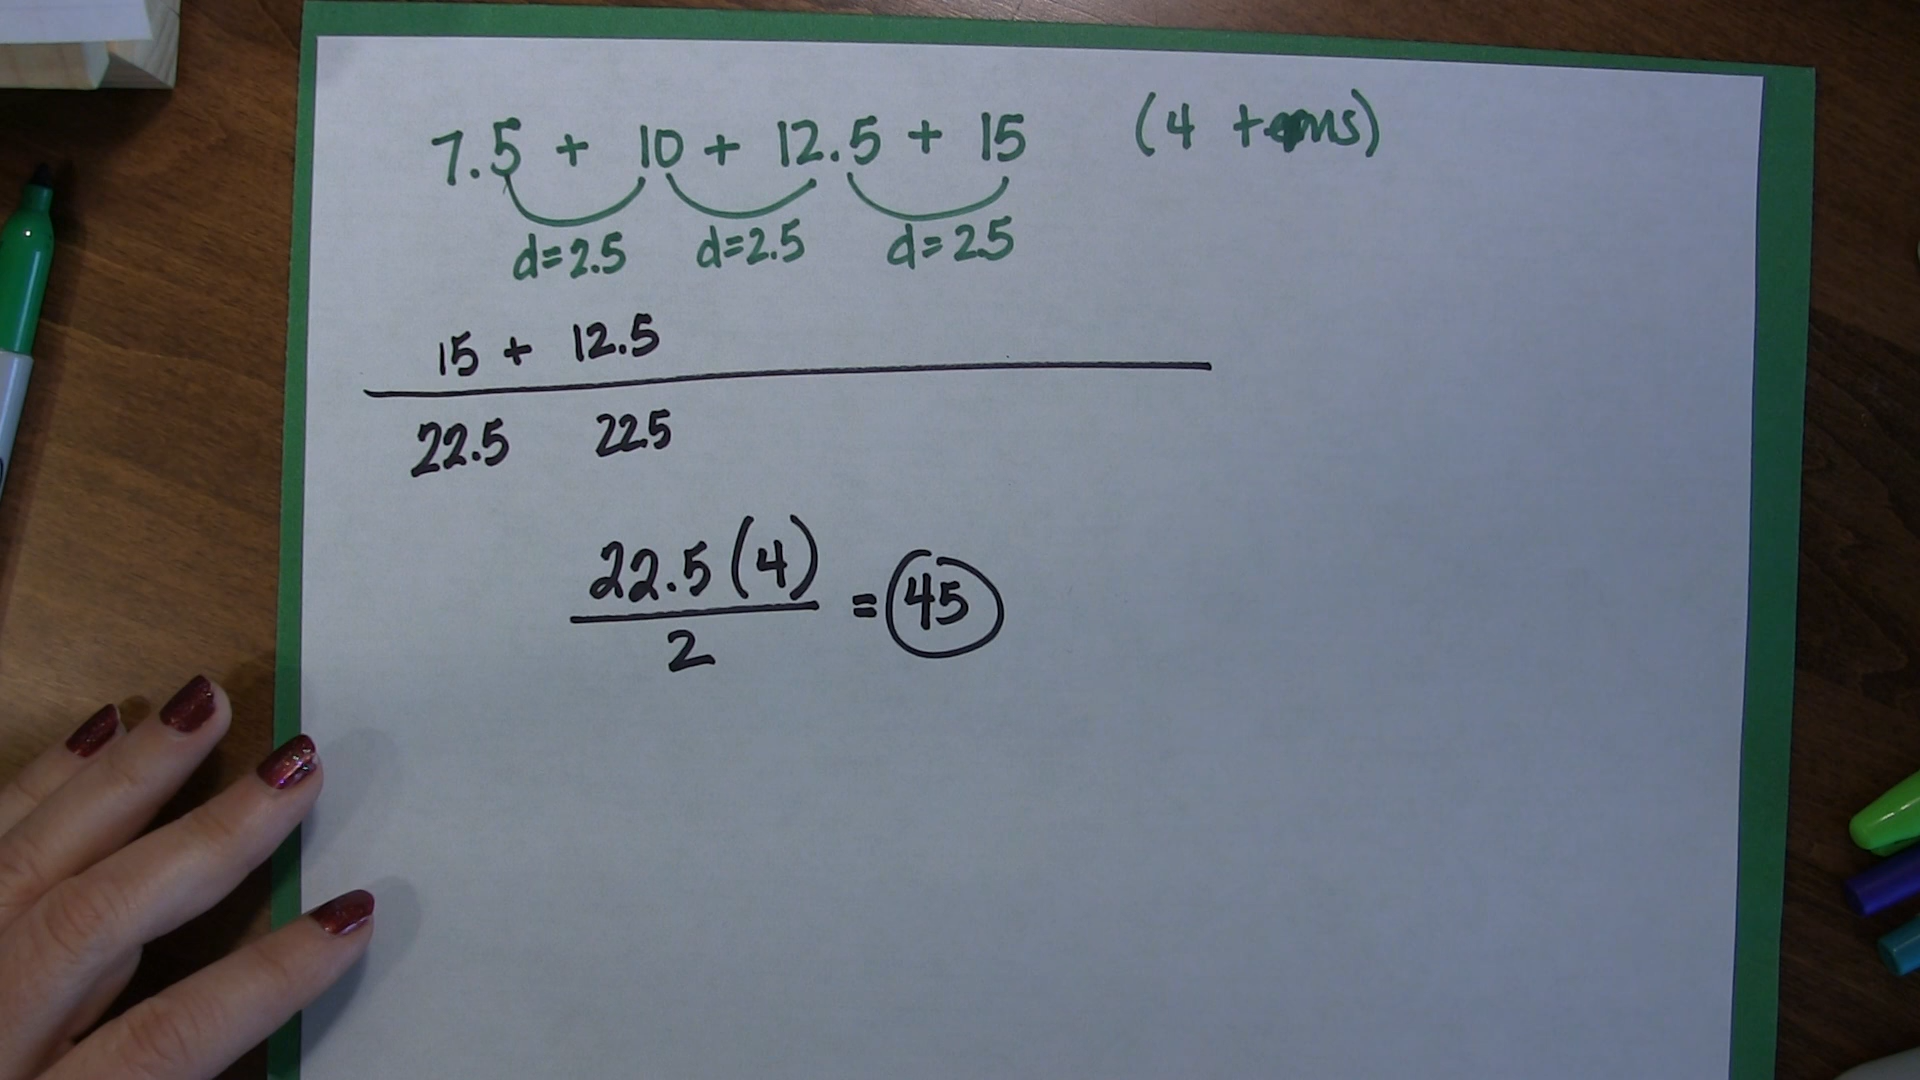 7.5 + 10 + 12.5 + 15 (4 terms)
d=2.5 d=2.5 d=2.5
15 + 12.5
22.5 22.5
22.5(4)
2
= 45